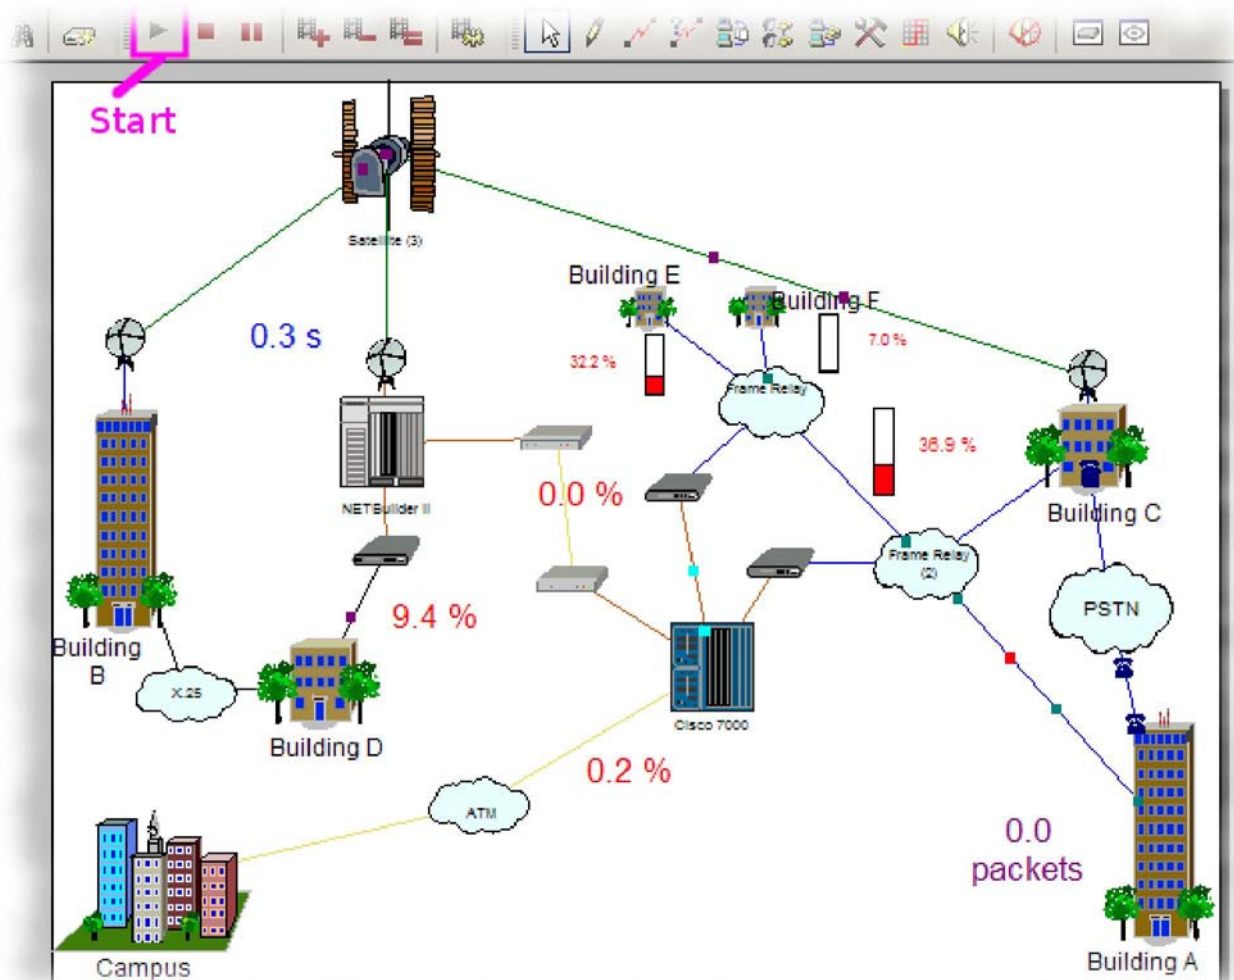 Start
Satellite (3)
Building E
Building F
0.3 s
32.2 %
7.0 %
Frame Relay
36.9 %
0.0 %
NETBuilder II
Building C
Frame Relay
(2)
9.4 %
PSTN
Building
B
X.25
Building D
Cisco 7000
0.2 %
ATM
0.0
packets
Campus
Building A